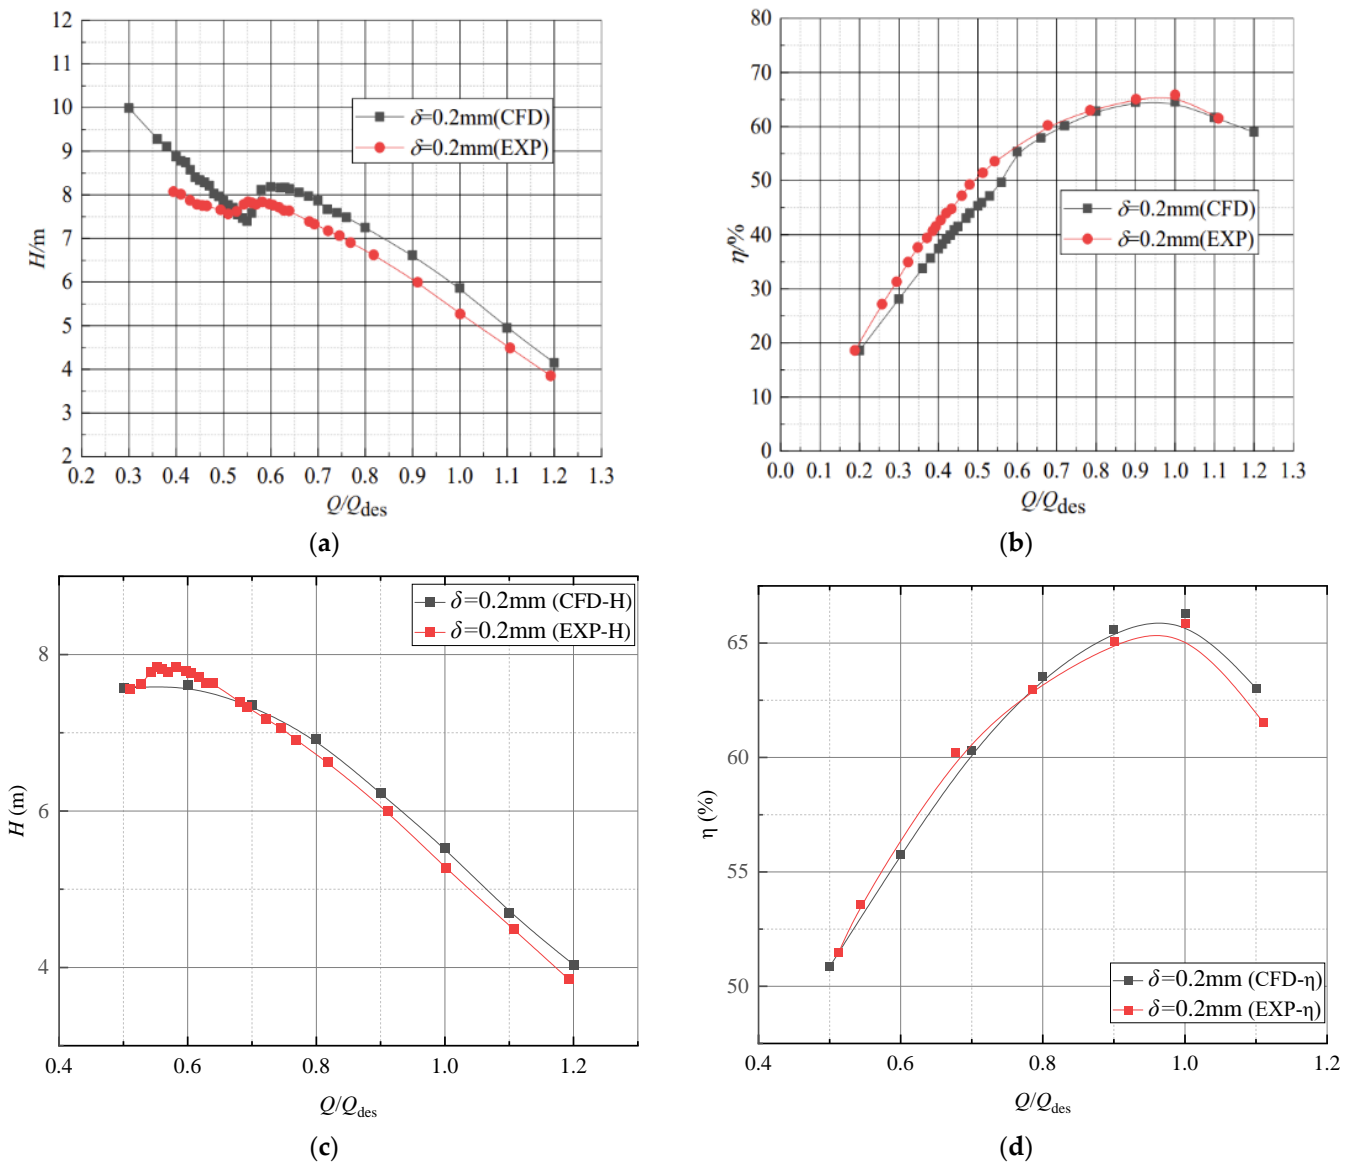 12
11
10
9
8
7
6
5
4
3
2
H/m
δ=0.2mm(CFD)
δ=0.2mm(EXP)
0.2 0.3 0.4 0.5 0.6 0.7 0.8 0.9 1.0 1.1 1.2 1.3
Q/Qdes
(a)
80
70
60
50
40
30
20
10
0
η/%
δ=0.2mm(CFD)
δ=0.2mm(EXP)
0.0 0.1 0.2 0.3 0.4 0.5 0.6 0.7 0.8 0.9 1.0 1.1 1.2 1.3
Q/Qdes
(b)
8
6
4
H (m)
δ=0.2mm (CFD-H)
δ=0.2mm (EXP-H)
0.4 0.6 0.8 1.0 1.2
Q/Qdes
(c)
65
60
55
50
η (%)
δ=0.2mm (CFD-η)
δ=0.2mm (EXP-η)
0.4 0.6 0.8 1.0 1.2
Q/Qdes
(d)